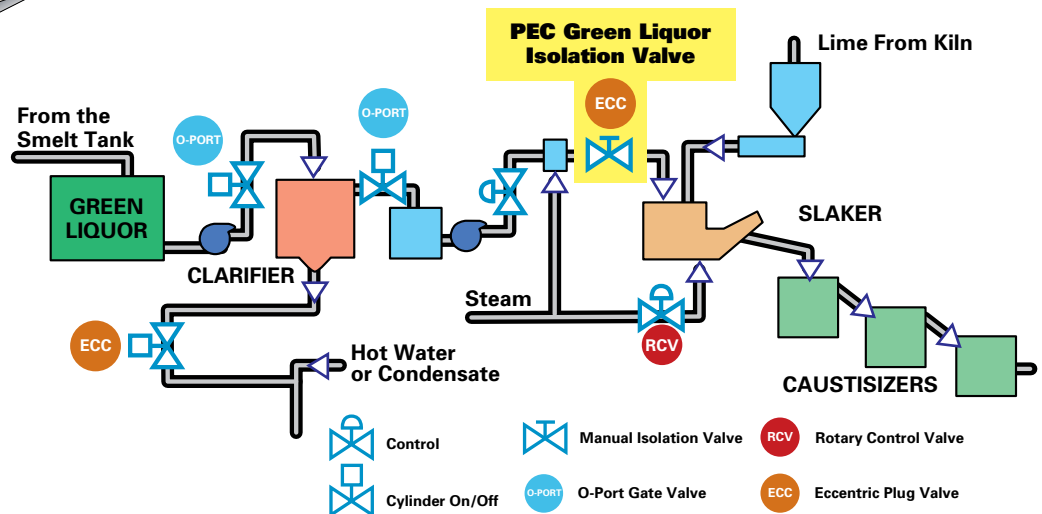 PEC Green Liquor
Isolation Valve
ECC
Lime From Kiln
From the
Smelt Tank
O-PORT
O-PORT
GREEN
LIQUOR
CLARIFIER
SLAKER
Steam
ECC
RCV
Hot Water
or Condensate
CAUSTISIZERS
Control
Manual Isolation Valve
RCV
Rotary Control Valve
Cylinder On/Off
O-PORT
O-Port Gate Valve
ECC
Eccentric Plug Valve